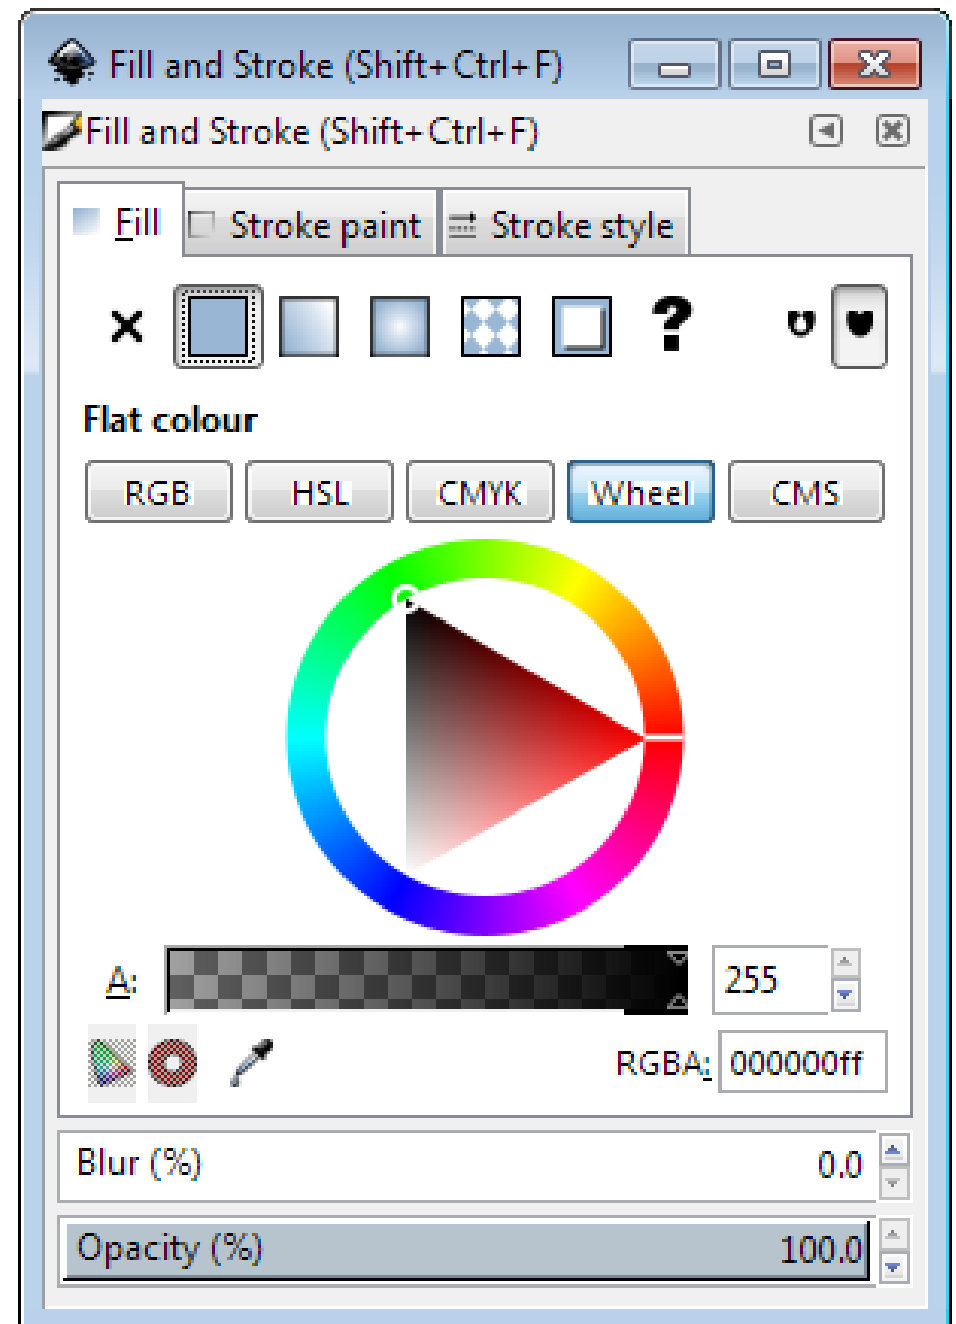 Fill and Stroke (Shift+Ctrl+F)
Fill and Stroke (Shift+Ctrl+F)
Fill Stroke paint Stroke style
?
Flat colour
RGB HSL CMYK Wheel CMS
A: 255
RGBA: 000000ff
Blur (%) 0.0
Opacity (%) 100.0